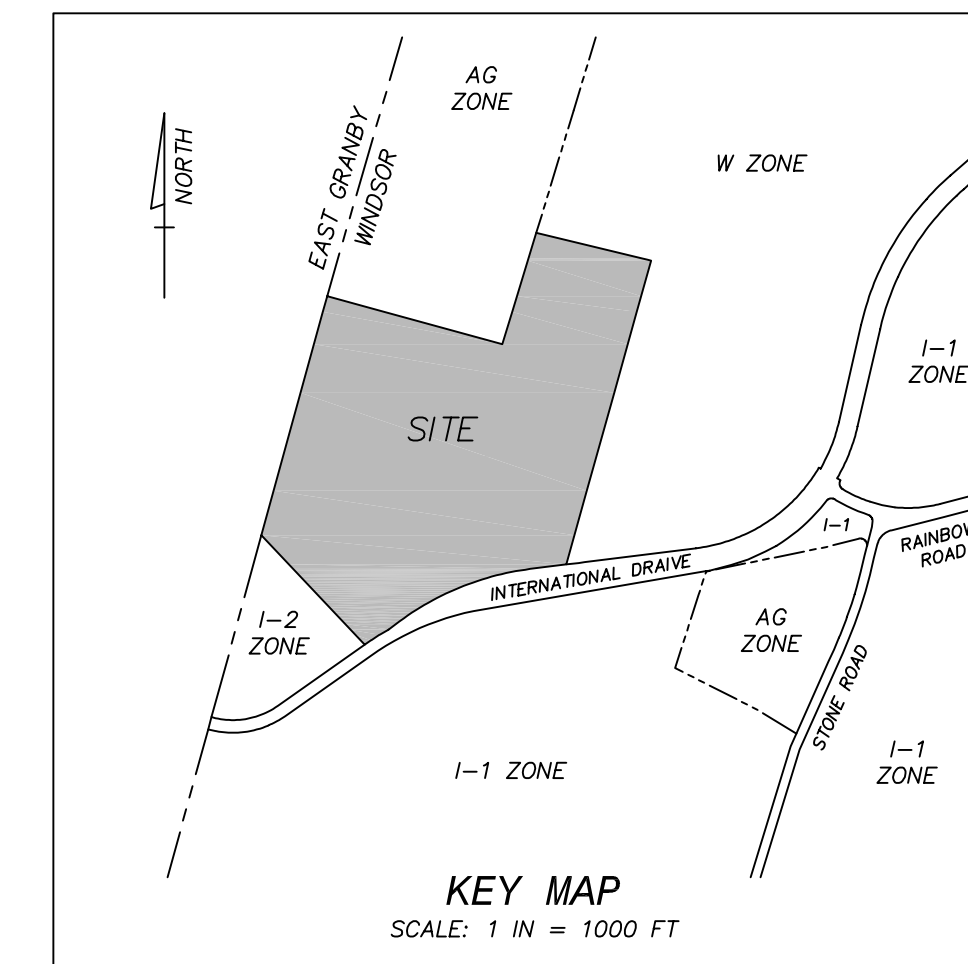 AG
ZONE
NORTH
EAST GRANBY
WINDSOR
W ZONE
I-1
ZONE
SITE
I-1
INTERNATIONAL DRAIVE
RAINBOW
ROAD
I-2
ZONE
AG
ZONE
STONE ROAD
I-1 ZONE
I-1
ZONE
KEY MAP
SCALE: 1 IN = 1000 FT